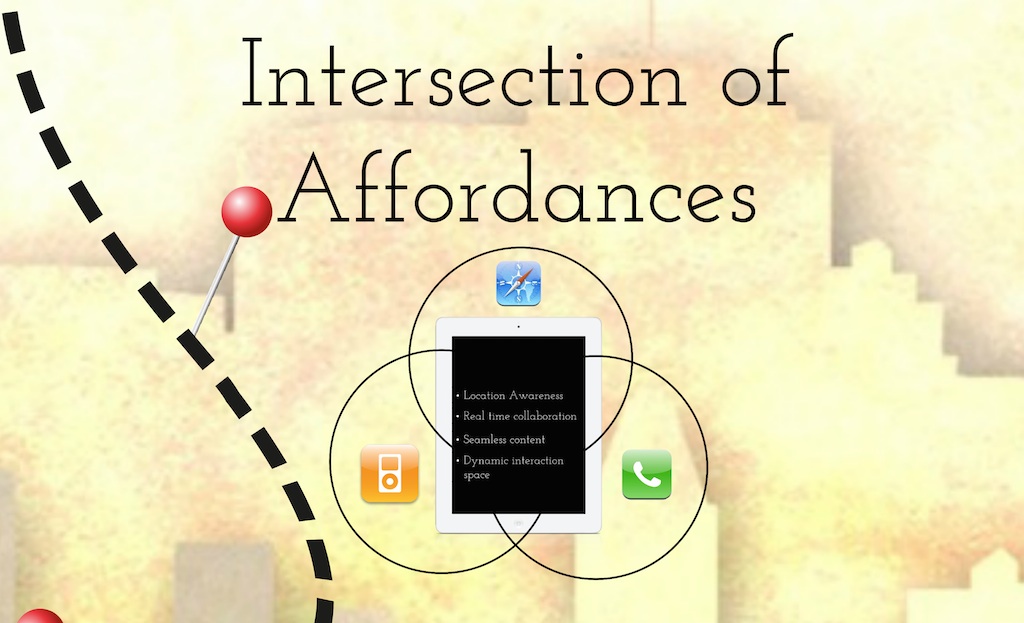 Intersection of
Affordances
• Location Awareness
• Real time collaboration
• Seamless content
• Dynamic interaction
space